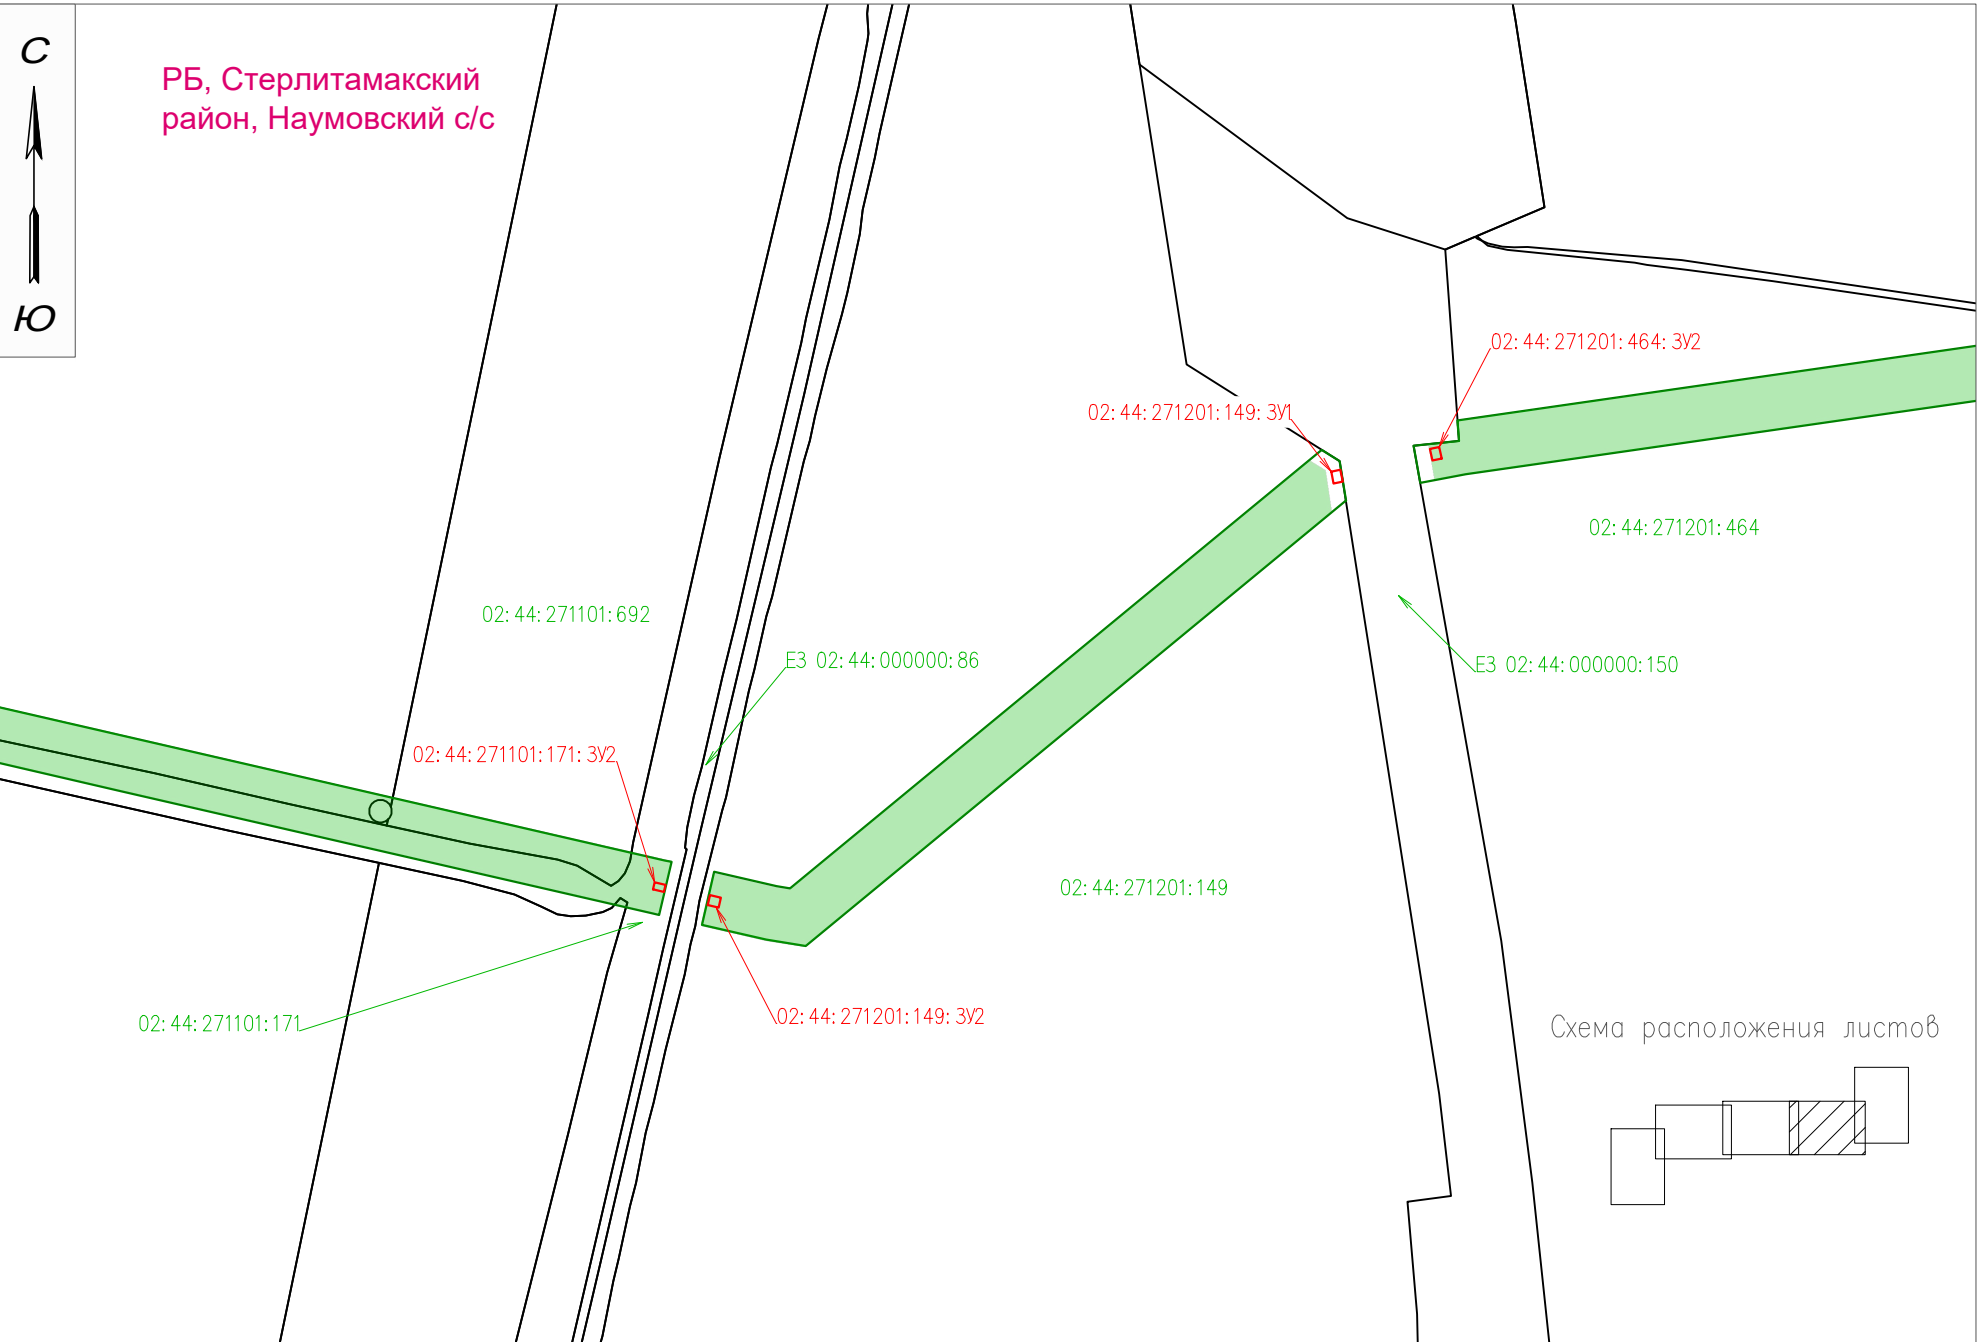 С
Ю
РБ, Стерлитамакский
район, Наумовский с/с
02:44:271201:464:ЗУ2
02:44:271201:149:ЗУ1
02:44:271201:464
02:44:271101:692
ЕЗ 02:44:000000:86
ЕЗ 02:44:000000:150
02:44:271101:171:ЗУ2
02:44:271201:149
02:44:271201:149:ЗУ2
02:44:271101:171
Схема расположения листов